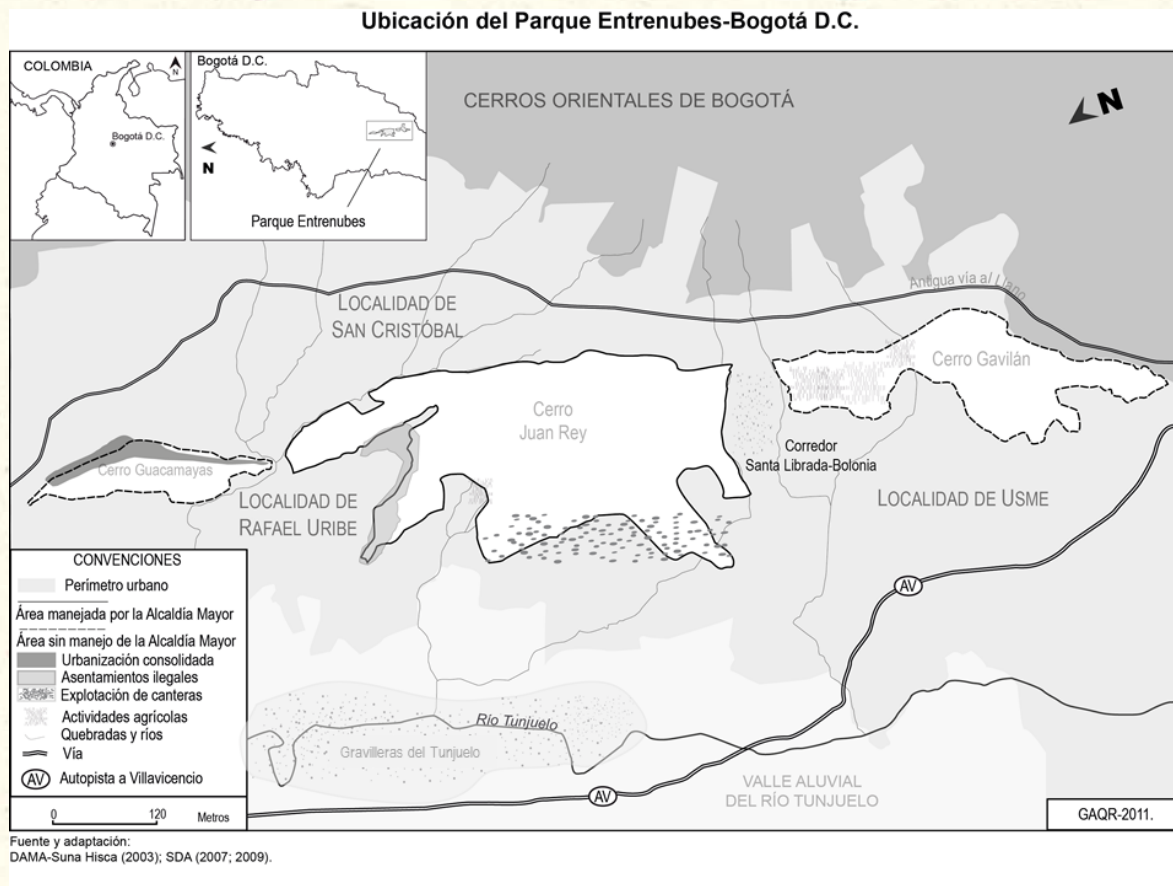 Ubicación del Parque Entrenubes-Bogotá D.C.
COLOMBIA
N
Bogotá D.C.
Bogotá D.C.
N
Parque Entrenubes
CERROS ORIENTALES DE BOGOTÁ
N
Antigua vía al Llano
LOCALIDAD DE
SAN CRISTÓBAL
Cerro Gavilán
Cerro
Juan Rey
Corredor
Santa Librada-Bolonia
Cerro Guacamayas
LOCALIDAD DE
RAFAEL URIBE
LOCALIDAD DE USME
AV
CONVENCIONES
Perímetro urbano
Área manejada por la Alcaldía Mayor
Área sin manejo de la Alcaldía Mayor
Urbanización consolidada
Asentamientos ilegales
Explotación de canteras
Actividades agrícolas
Quebradas y ríos
Vía
AV Autopista a Villavicencio
0 120 Metros
Río Tunjuelo
Gravilleras del Tunjuelo
AV
VALLE ALUVIAL
DEL RÍO TUNJUELO
GAQR-2011.
Fuente y adaptación:
DAMA-Suna Hisca (2003); SDA (2007; 2009).